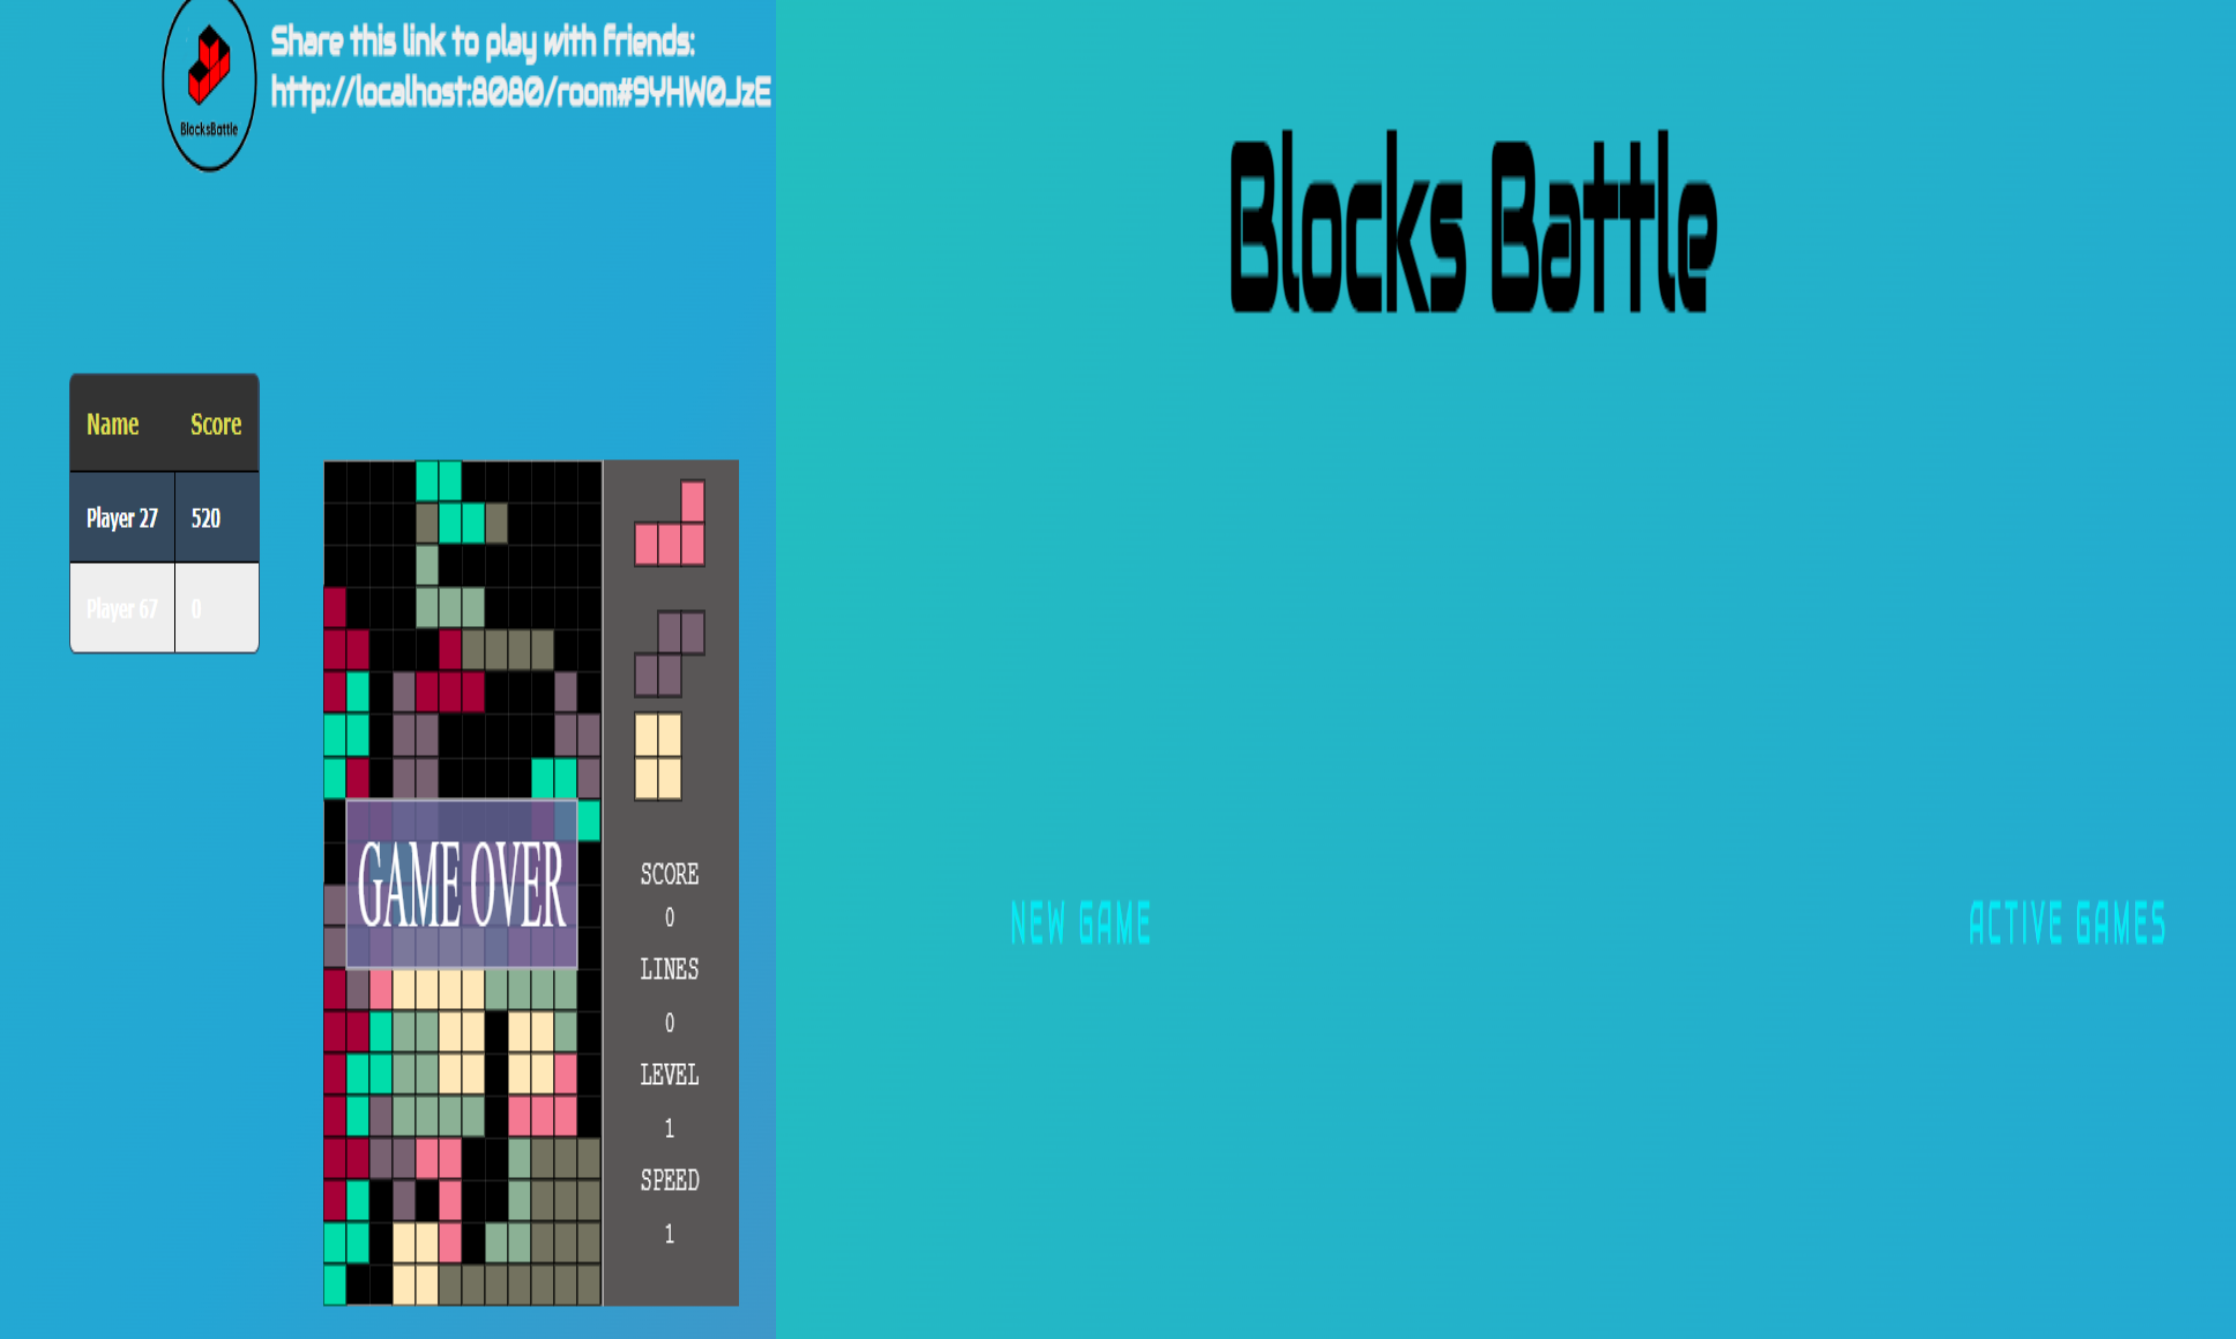 BlocksBattle
Share this link to play with friends:
http://localhost:8080/room#9YHW0JzE
Name Score
Player 27 520
Player 67 0
GAME OVER
SCORE
0
LINES
0
LEVEL
1
SPEED
1
Blocks Battle
NEW GAME
ACTIVE GAMES